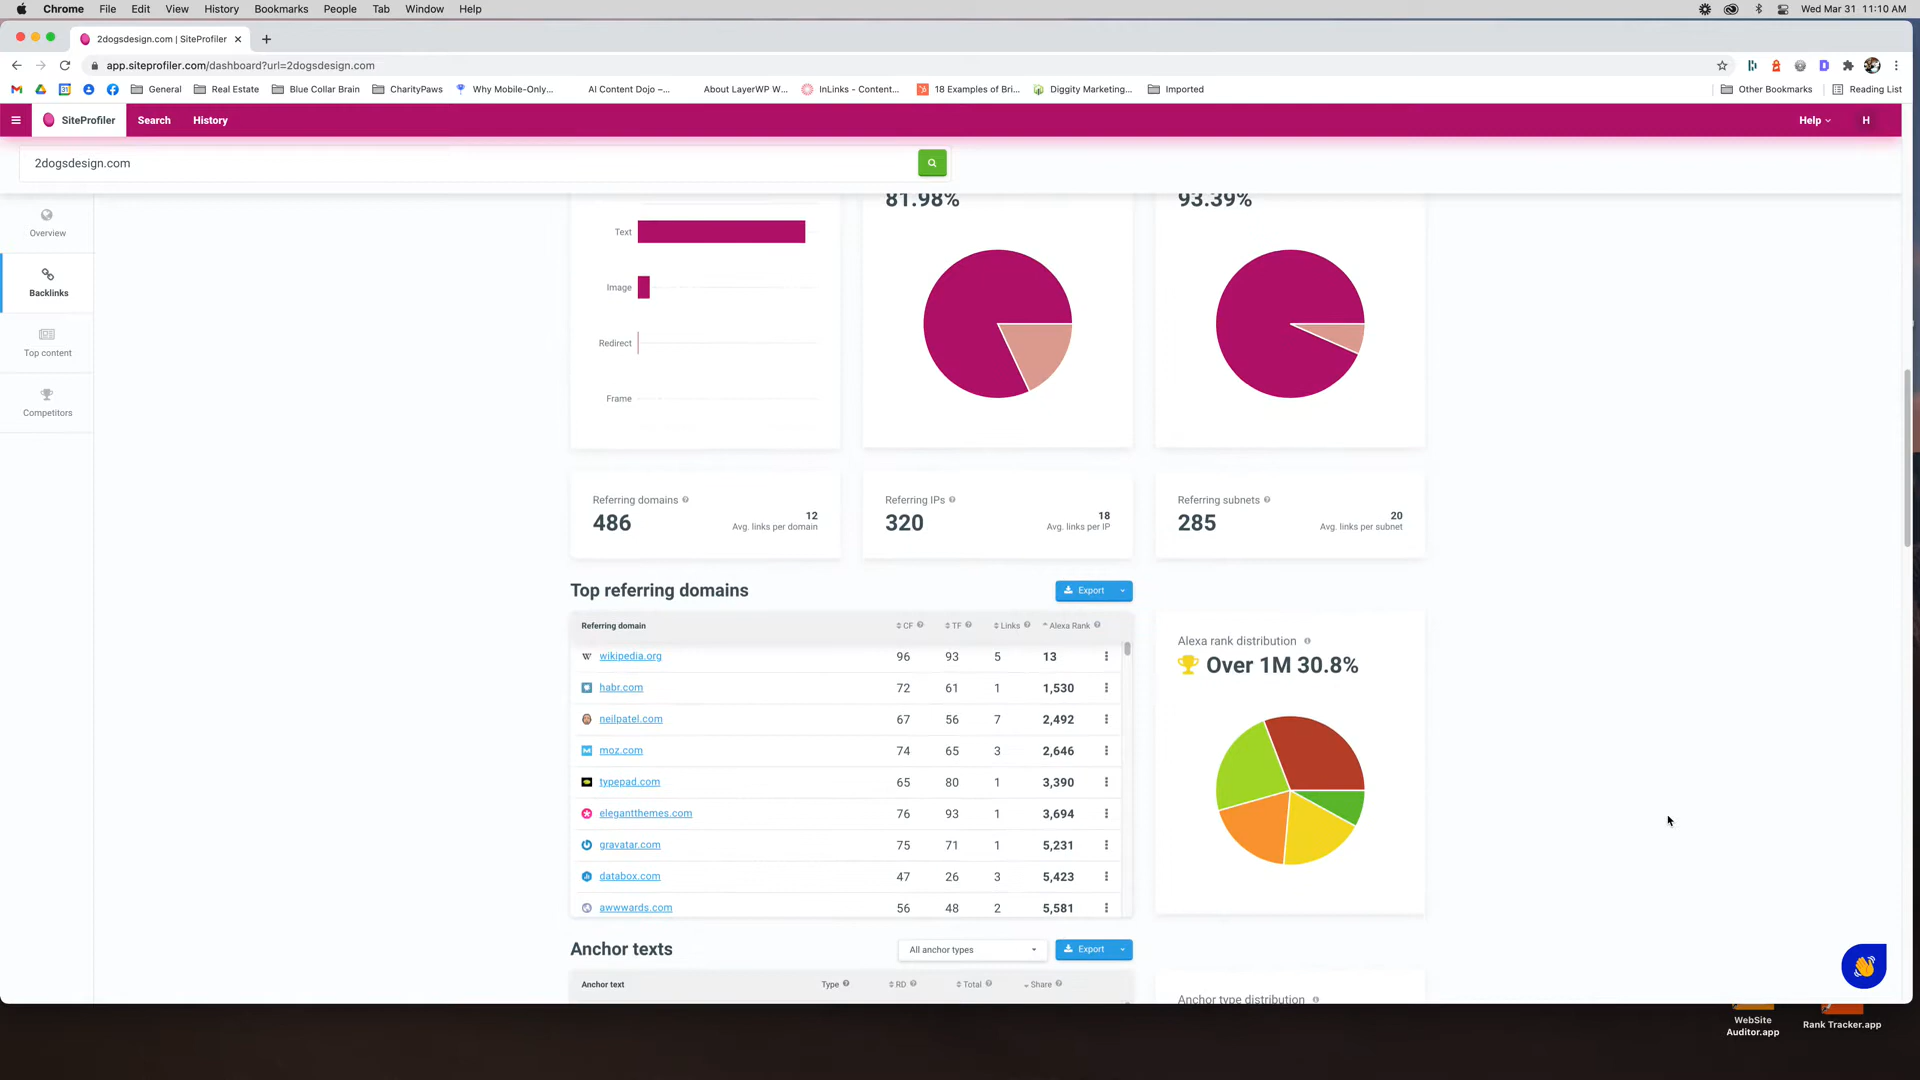 Chrome File Edit View History Bookmarks People Tab Window Help Wed Mar 31 11:10 AM
2dogsdesign.com | SiteProfiler
app.siteprofiler.com/dashboard?url=2dogsdesign.com
General Real Estate Blue Collar Brain CharityPaws Why Mobile-Only... AI Content Dojo –... About LayerWP W... InLinks - Content... 18 Examples of Bri... Diggity Marketing... Imported Other Bookmarks Reading List
SiteProfiler Search History Help H
2dogsdesign.com
Overview
Backlinks
Top content
Competitors
81.98% 93.39%
Text
Image
Redirect
Frame
Referring domains
486
12
Avg. links per domain
Referring IPs
320
18
Avg. links per IP
Referring subnets
285
20
Avg. links per subnet
Top referring domains Export
Referring domain CF TF Links Alexa Rank
wikipedia.org 96 93 5 13
habr.com 72 61 1 1,530
neilpatel.com 67 56 7 2,492
moz.com 74 65 3 2,646
typepad.com 65 80 1 3,390
elegantthemes.com 76 93 1 3,694
gravatar.com 75 71 1 5,231
databox.com 47 26 3 5,423
awwwards.com 56 48 2 5,581
Alexa rank distribution
Over 1M 30.8%
Anchor texts All anchor types Export
Anchor text Type RD Total Share
Anchor type distribution
WebSite
Auditor.app
Rank Tracker.app